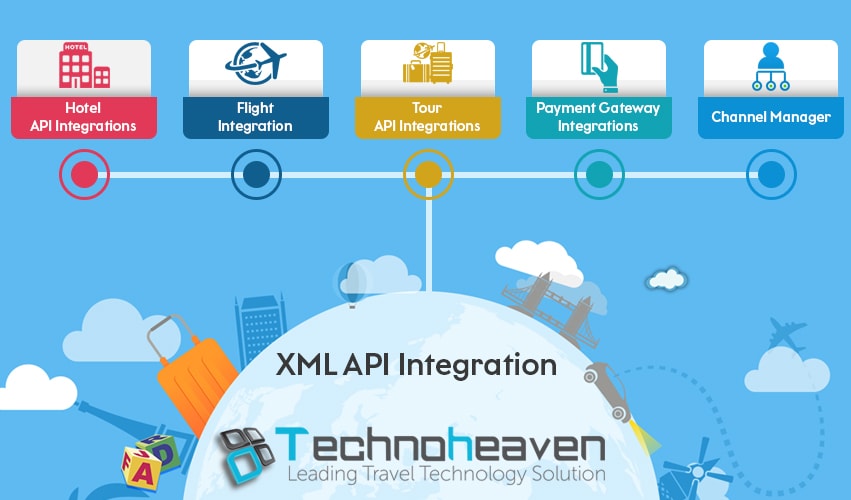 HOTEL
Hotel
API Integrations
Flight
Integration
Tour
API Integrations
Payment Gateway
Integrations
Channel Manager
XML API Integration
Technoheaven
Leading Travel Technology Solution
A